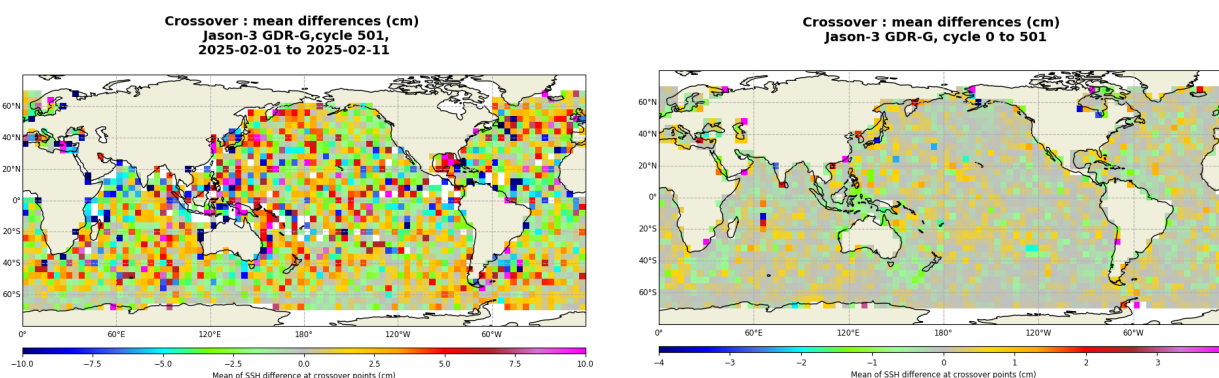 Crossover : mean differences (cm)
Jason-3 GDR-G,cycle 501,
2025-02-01 to 2025-02-11
60°N
40°N
20°N
0°
20°S
40°S
60°S
0°
60°E
120°E
180°
120°W
60°W
−10.0
−7.5
−5.0
−2.5
0.0
2.5
5.0
7.5
10.0
Mean of SSH difference at crossover points (cm)
Crossover : mean differences (cm)
Jason-3 GDR-G, cycle 0 to 501
60°N
40°N
20°N
0°
20°S
40°S
60°S
0°
60°E
120°E
180°
120°W
60°W
−4
−3
−2
−1
0
1
2
3
Mean of SSH difference at crossover points (cm)